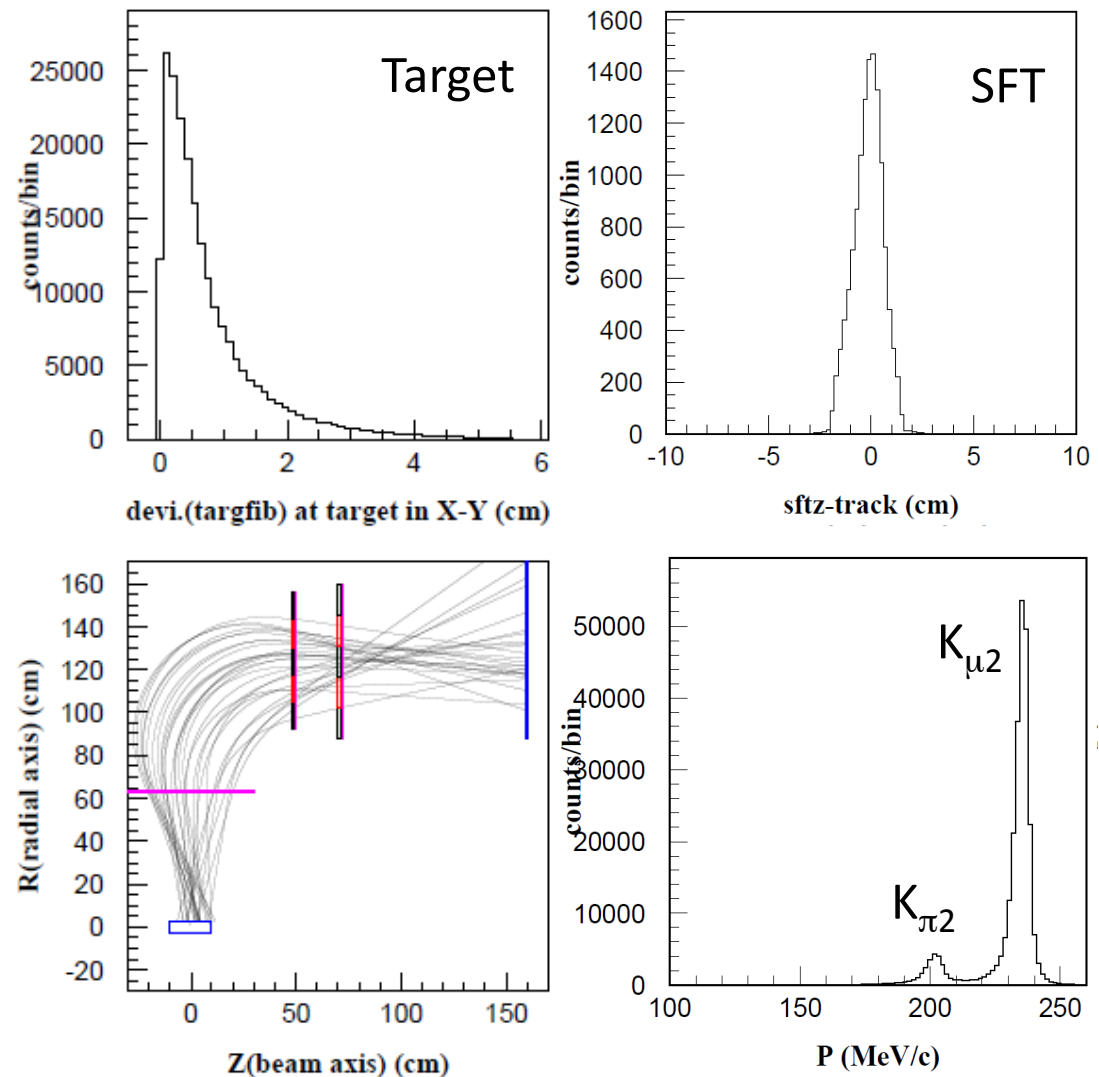 25000
20000
15000
10000
5000
0
counts/bin
Target
0 2 4 6
devi.(targfib) at target in X-Y (cm)
1600
1400
1200
1000
800
600
400
200
0
counts/bin
SFT
-10 -5 0 5 10
sftz-track (cm)
160
140
120
100
80
60
40
20
0
-20
R(radial axis) (cm)
0 50 100 150
Z(beam axis) (cm)
50000
40000
30000
20000
10000
0
counts/bin
Kμ2
Kπ2
100 150 200 250
P (MeV/c)